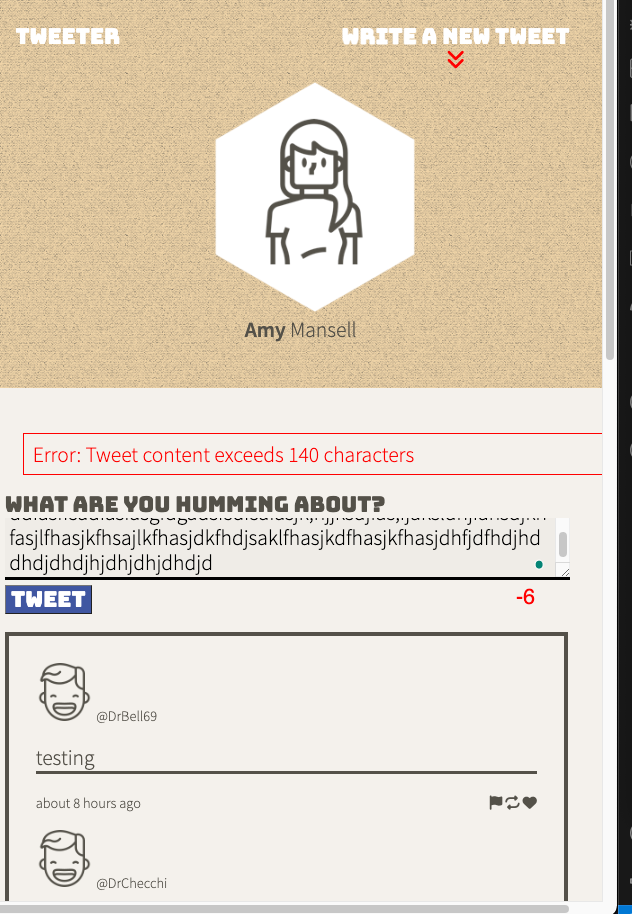 TWEETER
WRITE A NEW TWEET
Amy Mansell
Error: Tweet content exceeds 140 characters
WHAT ARE YOU HUMMING ABOUT?
fasjlfhasjkfhsajlkfhasjdkfhdjsaklfhasjkdfhasjkfhasjdhfjdfhdjhd
dhdjdhdjhjdhjdhjdhdjd
TWEET
-6
@DrBell69
testing
about 8 hours ago
@DrChecchi